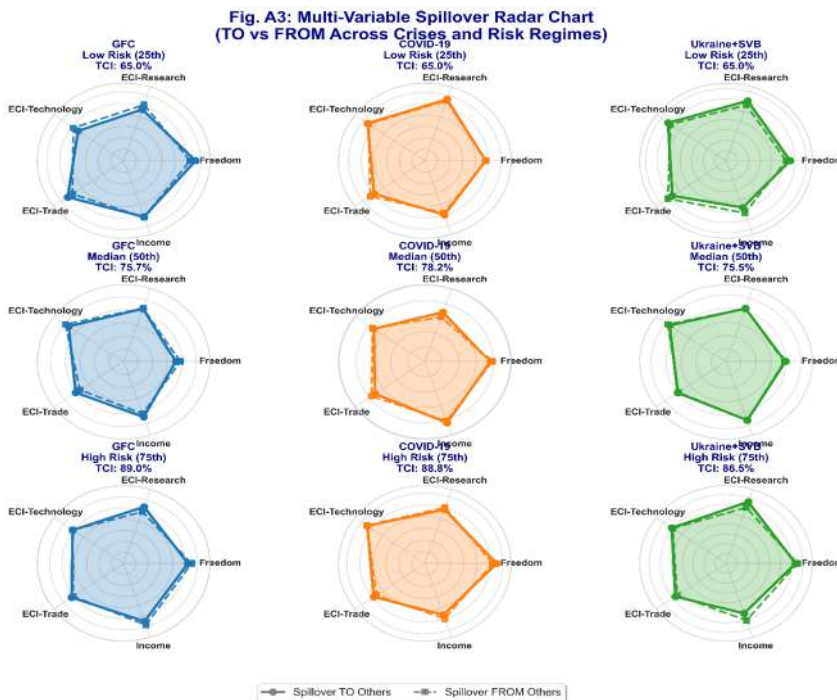 Fig. A3: Multi-Variable Spillover Radar Chart
(TO vs FROM Across Crises and Risk Regimes)
GFC
Low Risk (25th)
TCI: 65.0%
ECI-Research
ECI-Technology
Freedom
ECI-Trade
Income
COVID-19
Low Risk (25th)
TCI: 65.0%
ECI-Research
ECI-Technology
Freedom
ECI-Trade
Income
Ukraine+SVB
Low Risk (25th)
TCI: 65.0%
ECI-Research
ECI-Technology
Freedom
ECI-Trade
Income
GFC
Median (50th)
TCI: 75.7%
ECI-Research
ECI-Technology
Freedom
ECI-Trade
Income
COVID-19
Median (50th)
TCI: 78.2%
ECI-Research
ECI-Technology
Freedom
ECI-Trade
Income
Ukraine+SVB
Median (50th)
TCI: 75.5%
ECI-Research
ECI-Technology
Freedom
ECI-Trade
Income
GFC
High Risk (75th)
TCI: 89.0%
ECI-Research
ECI-Technology
Freedom
ECI-Trade
Income
COVID-19
High Risk (75th)
TCI: 88.8%
ECI-Research
ECI-Technology
Freedom
ECI-Trade
Income
Ukraine+SVB
High Risk (75th)
TCI: 86.5%
ECI-Research
ECI-Technology
Freedom
ECI-Trade
Income
Spillover TO Others
Spillover FROM Others